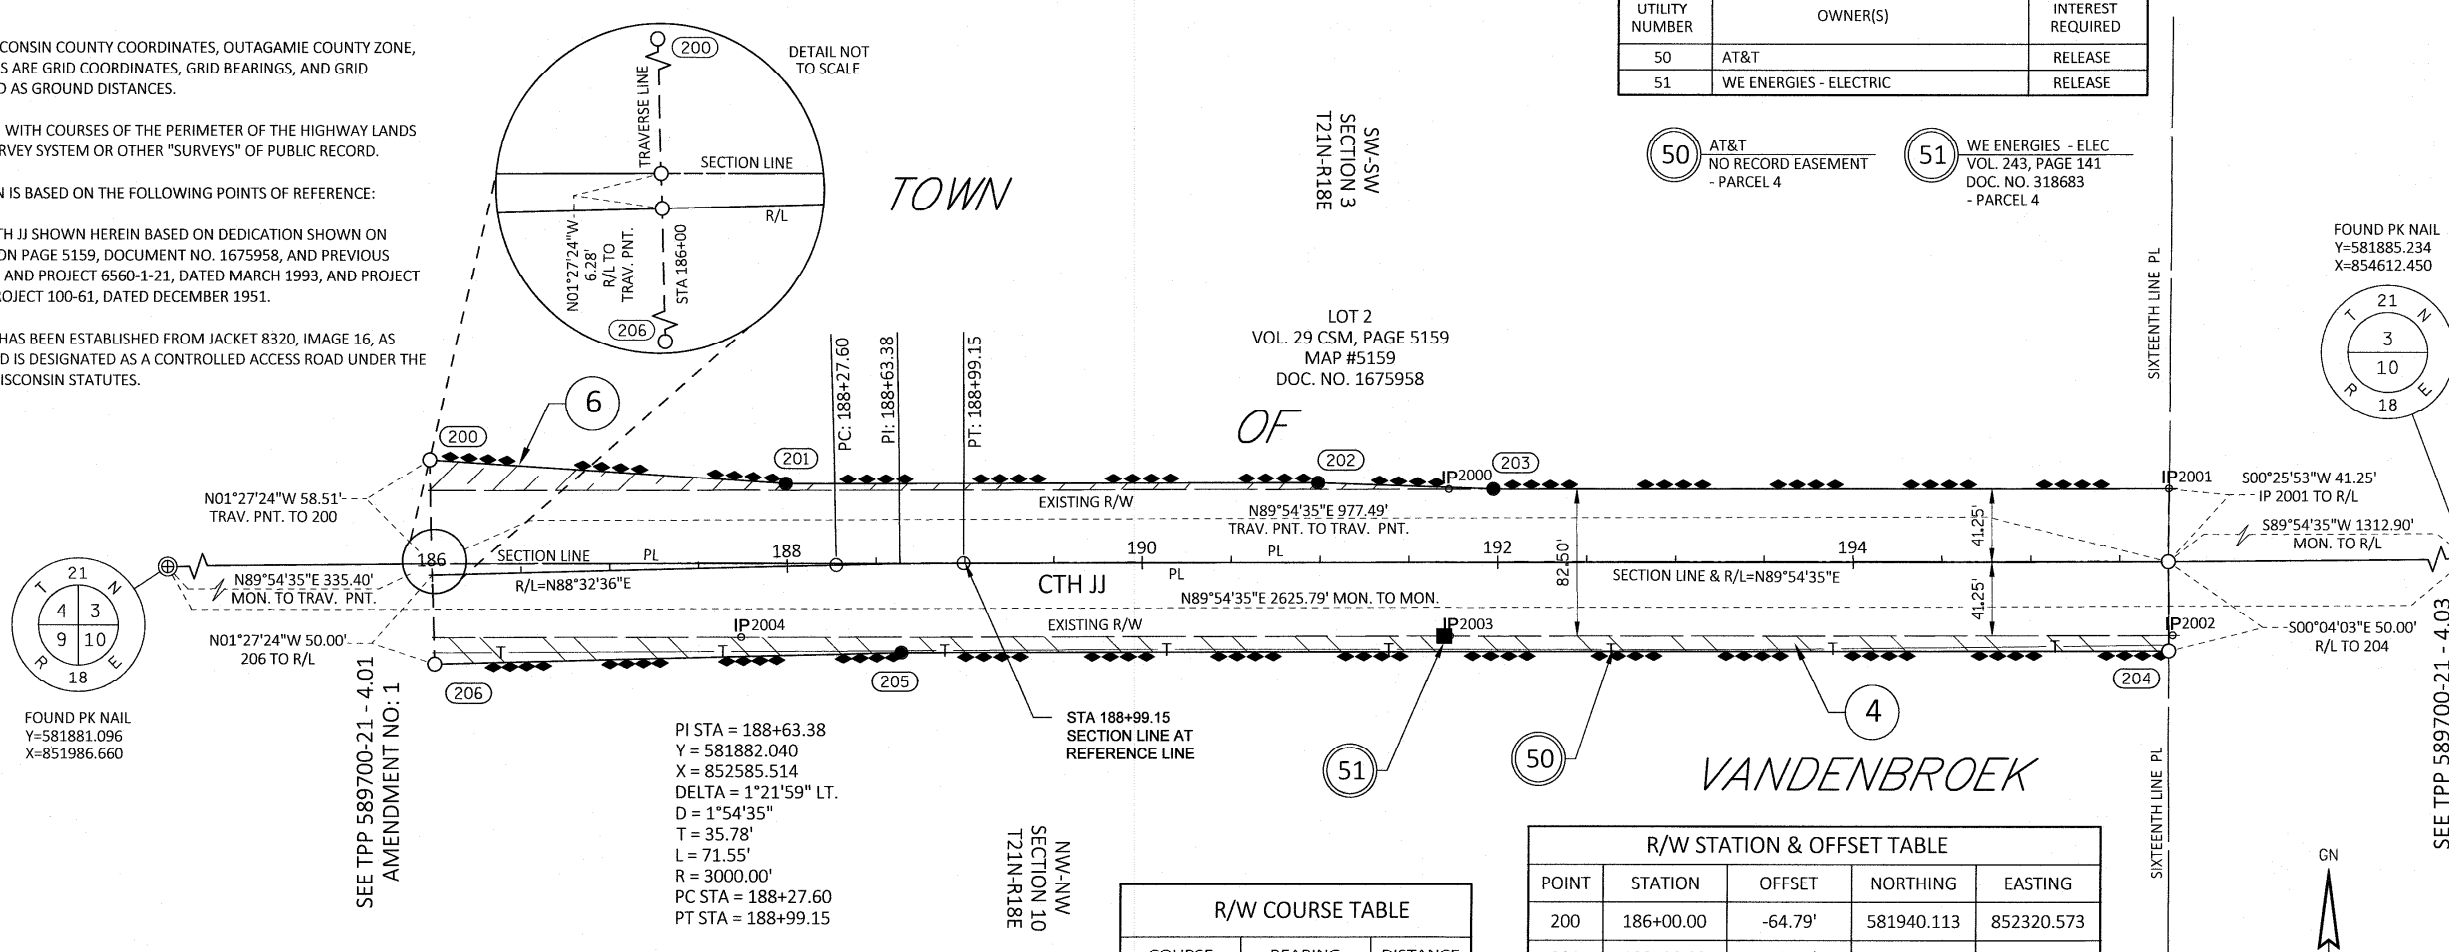 CONSIN COUNTY COORDINATES, OUTAGAMIE COUNTY ZONE,
S ARE GRID COORDINATES, GRID BEARINGS, AND GRID
D AS GROUND DISTANCES.
WITH COURSES OF THE PERIMETER OF THE HIGHWAY LANDS
RVEY SYSTEM OR OTHER "SURVEYS" OF PUBLIC RECORD.
N IS BASED ON THE FOLLOWING POINTS OF REFERENCE:
TH JJ SHOWN HEREIN BASED ON DEDICATION SHOWN ON
ON PAGE 5159, DOCUMENT NO. 1675958, AND PREVIOUS
AND PROJECT 6560-1-21, DATED MARCH 1993, AND PROJECT
ROJECT 100-61, DATED DECEMBER 1951.
HAS BEEN ESTABLISHED FROM JACKET 8320, IMAGE 16, AS
D IS DESIGNATED AS A CONTROLLED ACCESS ROAD UNDER THE
ISCONSIN STATUTES.
200
TRAVERSE LINE
SECTION LINE
R/L
N01°27'24"W
6.28'
R/L TO
TRAV. PNT.
STA 186+00
206
DETAIL NOT
TO SCALE
UTILITY NUMBER OWNER(S) INTEREST REQUIRED
50 AT&T RELEASE
51 WE ENERGIES - ELECTRIC RELEASE
50
AT&T
NO RECORD EASEMENT
- PARCEL 4
51
WE ENERGIES - ELEC
VOL. 243, PAGE 141
DOC. NO. 318683
- PARCEL 4
TOWN
SW-SW
SECTION 3
T21N-R18E
LOT 2
VOL. 29 CSM, PAGE 5159
MAP #5159
DOC. NO. 1675958
OF
SIXTEENTH LINE PL
FOUND PK NAIL
Y=581885.234
X=854612.450
21
T N
3
10
R E
18
6
200
201
202
IP2000
203
IP2001
PC: 188+27.60
PI: 188+63.38
PT: 188+99.15
N01°27'24"W 58.51'
TRAV. PNT. TO 200
EXISTING R/W
N89°54'35"E 977.49'
TRAV. PNT. TO TRAV. PNT.
S00°25'53"W 41.25'
IP 2001 TO R/L
S89°54'35"W 1312.90'
MON. TO R/L
41.25'
82.50'
41.25'
186
SECTION LINE
PL
188
190
PL
192
194
R/L=N88°32'36"E
CTH JJ
PL
SECTION LINE & R/L=N89°54'35"E
N89°54'35"E 335.40'
MON. TO TRAV. PNT.
N89°54'35"E 2625.79' MON. TO MON.
21
T N
4 3
9 10
R E
18
FOUND PK NAIL
Y=581881.096
X=851986.660
N01°27'24"W 50.00'
206 TO R/L
IP2004
EXISTING R/W
IP2003
IP2002
S00°04'03"E 50.00'
R/L TO 204
T T T T T T T T
206
205
204
SEE TPP 589700-21 - 4.01
AMENDMENT NO: 1
PI STA = 188+63.38
Y = 581882.040
X = 852585.514
DELTA = 1°21'59" LT.
D = 1°54'35"
T = 35.78'
L = 71.55'
R = 3000.00'
PC STA = 188+27.60
PT STA = 188+99.15
STA 188+99.15
SECTION LINE AT
REFERENCE LINE
51
50
4
VANDENBROEK
NW-NW
SECTION 10
T21N-R18E
SIXTEENTH LINE PL
SEE TPP 589700-21 - 4.03
GN
R/W COURSE TABLE
COURSE BEARING DISTANCE
R/W STATION & OFFSET TABLE
POINT STATION OFFSET NORTHING EASTING
200 186+00.00 -64.79' 581940.113 852320.573